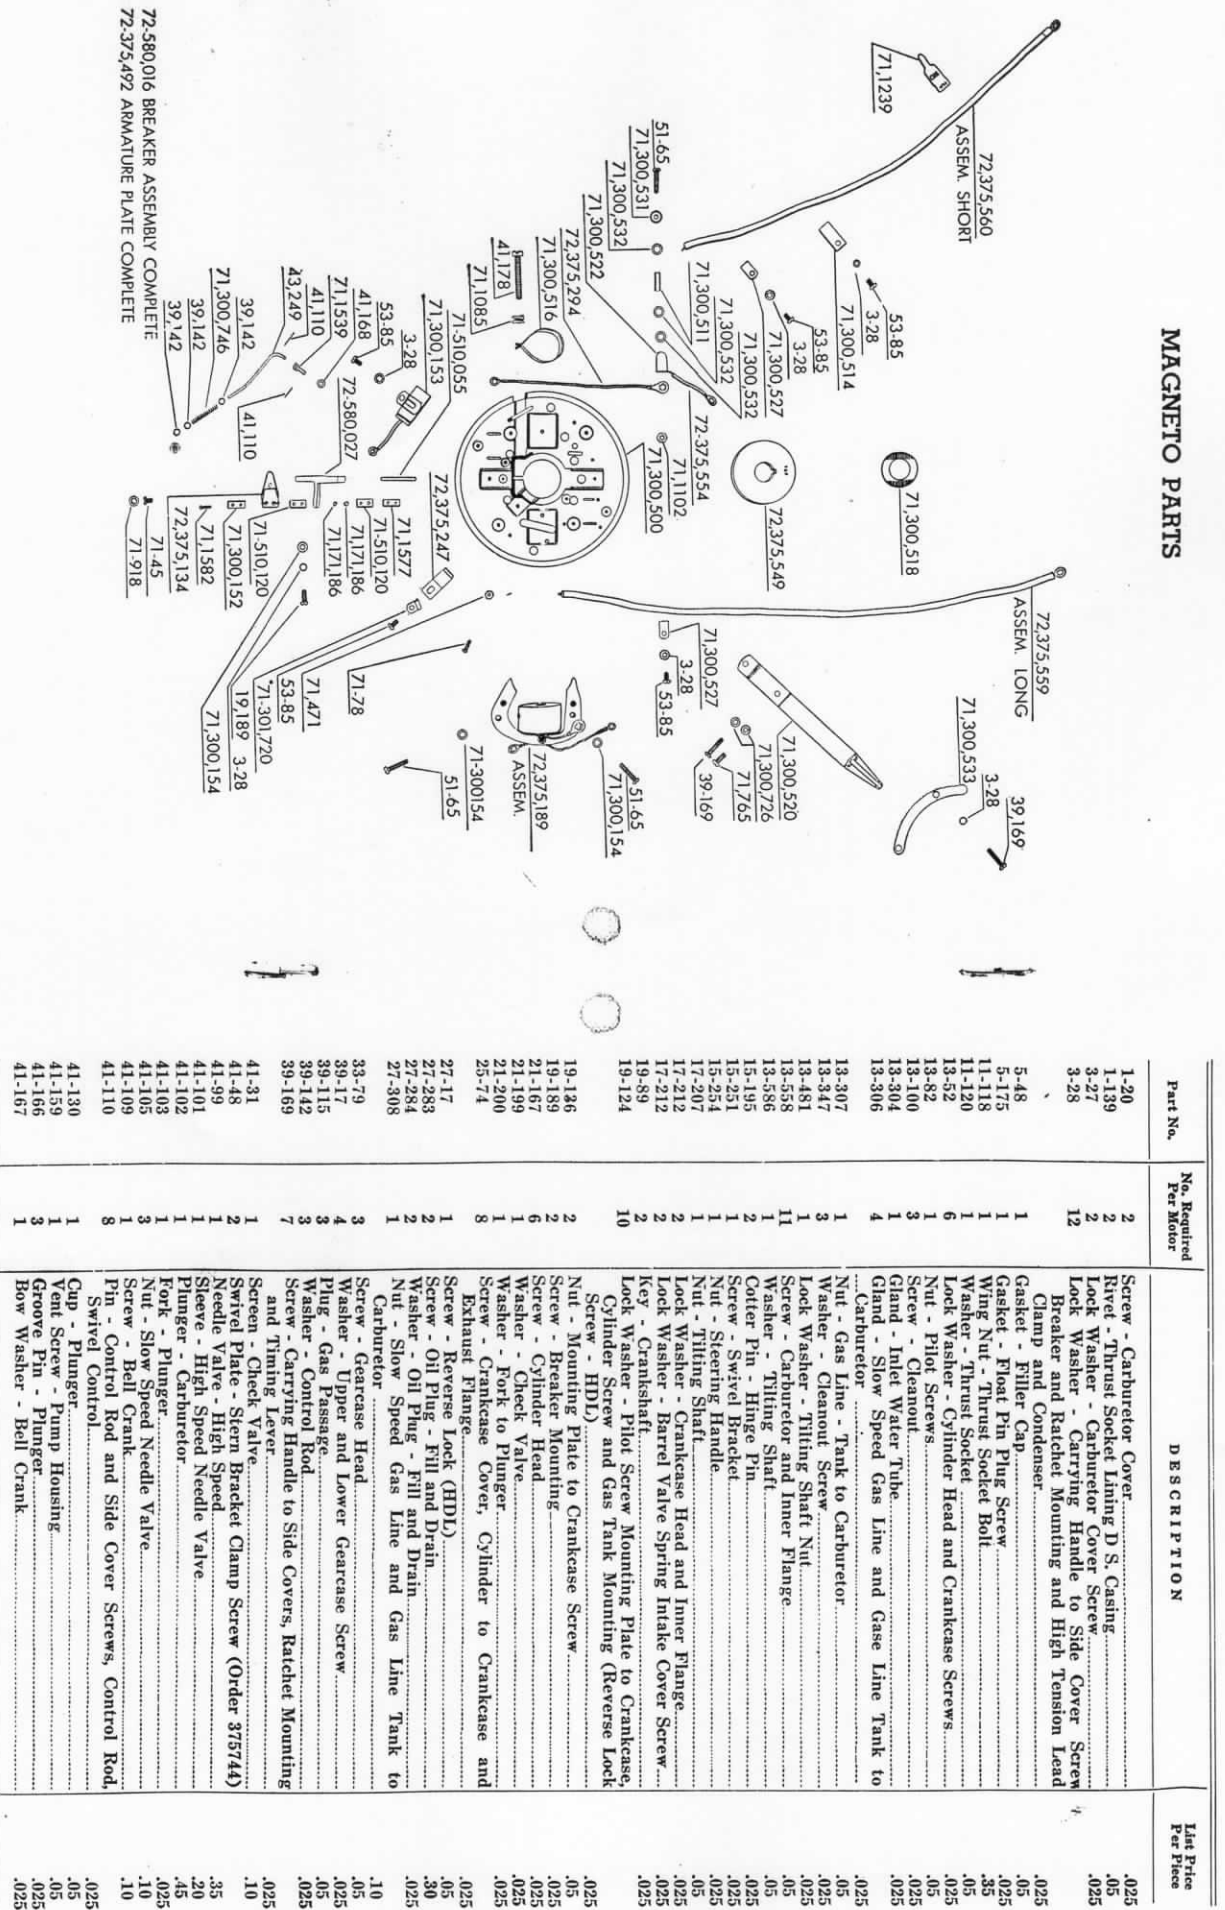 MAGNETO PARTS
72,375,560
ASSEM. SHORT
71,1239
53-85
3-28
71,300,514
53-85
3-28
71,300,527
71,300,532
71,300,532
71,300,511
51-65
71,300,531
71,300,532
71,300,522
72,375,294
71,300,516
41,178
71,1085
71,300,518
72,375,549
72-375,554
71,1102
71,300,500
71-510,055
71,300,153
3-28
53-85
41,168
71,1539
41,110
43,249
39,142
71,300,746
39,142
39,142
41,110
72-580,027
72,375,247
71,1577
71-510,120
71,171,186
71,171,186
71-510,120
71,300,152
71,1582
72,375,134
71-45
71-918
72,375,559
ASSEM. LONG
71,300,527
3-28
53-85
71,300,533
3-28
39,169
71,300,520
71,300,726
71,765
39-169
51-65
71,300,154
72,375,189
ASSEM.
71-300154
51-65
71-78
71,471
53-85
71-301,720
19,189 3-28
71,300,154
72-580,016 BREAKER ASSEMBLY COMPLETE
72-375,492 ARMATURE PLATE COMPLETE
Part No. No. Required Per Motor DESCRIPTION List Price Per Piece
1-20 2 Screw - Carburetor Cover .025
1-139 2 Rivet - Thrust Socket Lining D S. Casing .05
3-27 2 Lock Washer - Carburetor Cover Screw .025
3-28 12 Lock Washer - Carrying Handle to Side Cover Screw
Breaker and Ratchet Mounting and High Tension Lead
Clamp and Condenser .025
5-48 1 Gasket - Filler Cap .05
5-175 1 Gasket - Float Pin Plug Screw .025
11-118 1 Wing Nut - Thrust Socket Bolt .35
11-120 1 Washer - Thrust Socket .05
13-52 6 Lock Washer - Cylinder Head and Crankcase Screws .025
13-82 1 Nut - Pilot Screws .05
13-100 3 Screw - Cleanout .025
13-304 1 Gland - Inlet Water Tube .025
13-306 4 Gland - Slow Speed Gas Line and Gase Line Tank to
Carburetor .025
13-307 1 Nut - Gas Line - Tank to Carburetor .05
13-347 3 Washer - Cleanout Screw .025
13-481 1 Lock Washer - Tilting Shaft Nut .025
13-558 11 Screw - Carburetor and Inner Flange .025
13-586 1 Washer - Tilting Shaft .05
15-195 2 Cotter Pin - Hinge Pin .025
15-251 1 Screw - Swivel Bracket .05
15-254 1 Nut - Steering Handle .025
17-207 1 Nut - Tilting Shaft .05
17-212 2 Lock Washer - Crankcase Head and Inner Flange .025
17-212 2 Lock Washer - Barrel Valve Spring Intake Cover Screw .025
19-89 2 Key - Crankshaft .025
19-124 10 Lock Washer - Pilot Screw Mounting Plate to Crankcase,
Cylinder Screw and Gas Tank Mounting (Reverse Lock
Screw - HDL) .025
19-136 2 Nut - Mounting Plate to Crankcase Screw .05
19-189 2 Screw - Breaker Mounting .025
21-167 6 Screw - Cylinder Head .025
21-199 1 Washer - Check Valve .025
21-200 1 Washer - Fork to Plunger .025
25-74 8 Screw - Crankcase Cover, Cylinder to Crankcase and
Exhaust Flange .025
27-17 1 Screw - Reverse Lock (HDL) .05
27-283 2 Screw - Oil Plug - Fill and Drain .30
27-284 2 Washer - Oil Plug - Fill and Drain .025
27-308 1 Nut - Slow Speed Gas Line and Gas Line Tank to
Carburetor .10
33-79 3 Screw - Gearcase Head .05
39-17 4 Washer - Upper and Lower Gearcase Screw .025
39-115 3 Plug - Gas Passage .05
39-142 3 Washer - Control Rod .025
39-169 7 Screw - Carrying Handle to Side Covers, Ratchet Mounting
and Timing Lever .025
41-31 1 Screen - Check Valve .10
41-48 2 Swivel Plate - Stern Bracket Clamp Screw (Order 375744)
41-99 1 Needle Valve - High Speed .35
41-101 1 Sleeve - High Speed Needle Valve .20
41-102 1 Plunger - Carburetor .45
41-103 1 Fork - Plunger .025
41-105 3 Nut - Slow Speed Needle Valve .10
41-109 1 Screw - Bell Crank .10
41-110 8 Pin - Control Rod and Side Cover Screws, Control Rod,
Swivel Control .025
41-130 1 Cup - Plunger .05
41-159 1 Vent Screw - Pump Housing .05
41-166 3 Groove Pin - Plunger .025
41-167 1 Bow Washer - Bell Crank .025